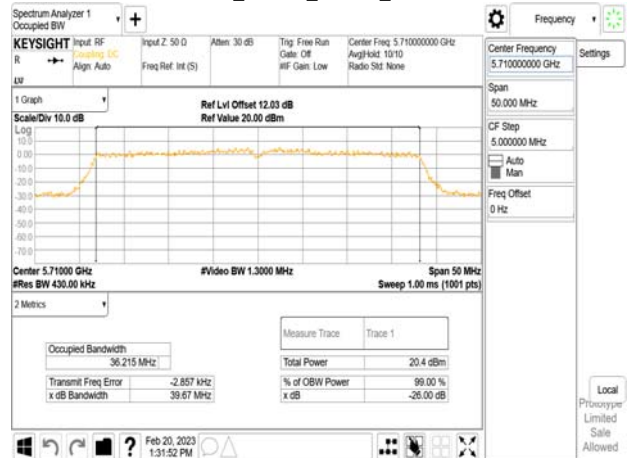 Spectrum Analyzer 1
Occupied BW
+
Frequency
KEYSIGHT
R
LVI
Input: RF
Coupling: DC
Align: Auto
Input Z: 50 Ω
Freq Ref: Int (S)
Atten: 30 dB
Trig: Free Run
Gate: Off
#IF Gain: Low
Center Freq: 5.710000000 GHz
Avg|Hold: 10/10
Radio Std: None
Center Frequency
5.710000000 GHz
Settings
Span
50.000 MHz
CF Step
5.000000 MHz
Auto
Man
Freq Offset
0 Hz
1 Graph
Scale/Div 10.0 dB
Ref Lvl Offset 12.03 dB
Ref Value 20.00 dBm
Log
10.0
0.00
-10.0
-20.0
-30.0
-40.0
-50.0
-60.0
-70.0
Center 5.71000 GHz
#Res BW 430.00 kHz
#Video BW 1.3000 MHz
Span 50 MHz
Sweep 1.00 ms (1001 pts)
2 Metrics
Measure Trace
Trace 1
Occupied Bandwidth
36.215 MHz
Total Power
20.4 dBm
Transmit Freq Error
-2.857 kHz
% of OBW Power
99.00 %
x dB Bandwidth
39.67 MHz
x dB
-26.00 dB
Local
Prototype
Limited
Sale
Allowed
?
Feb 20, 2023
1:31:52 PM